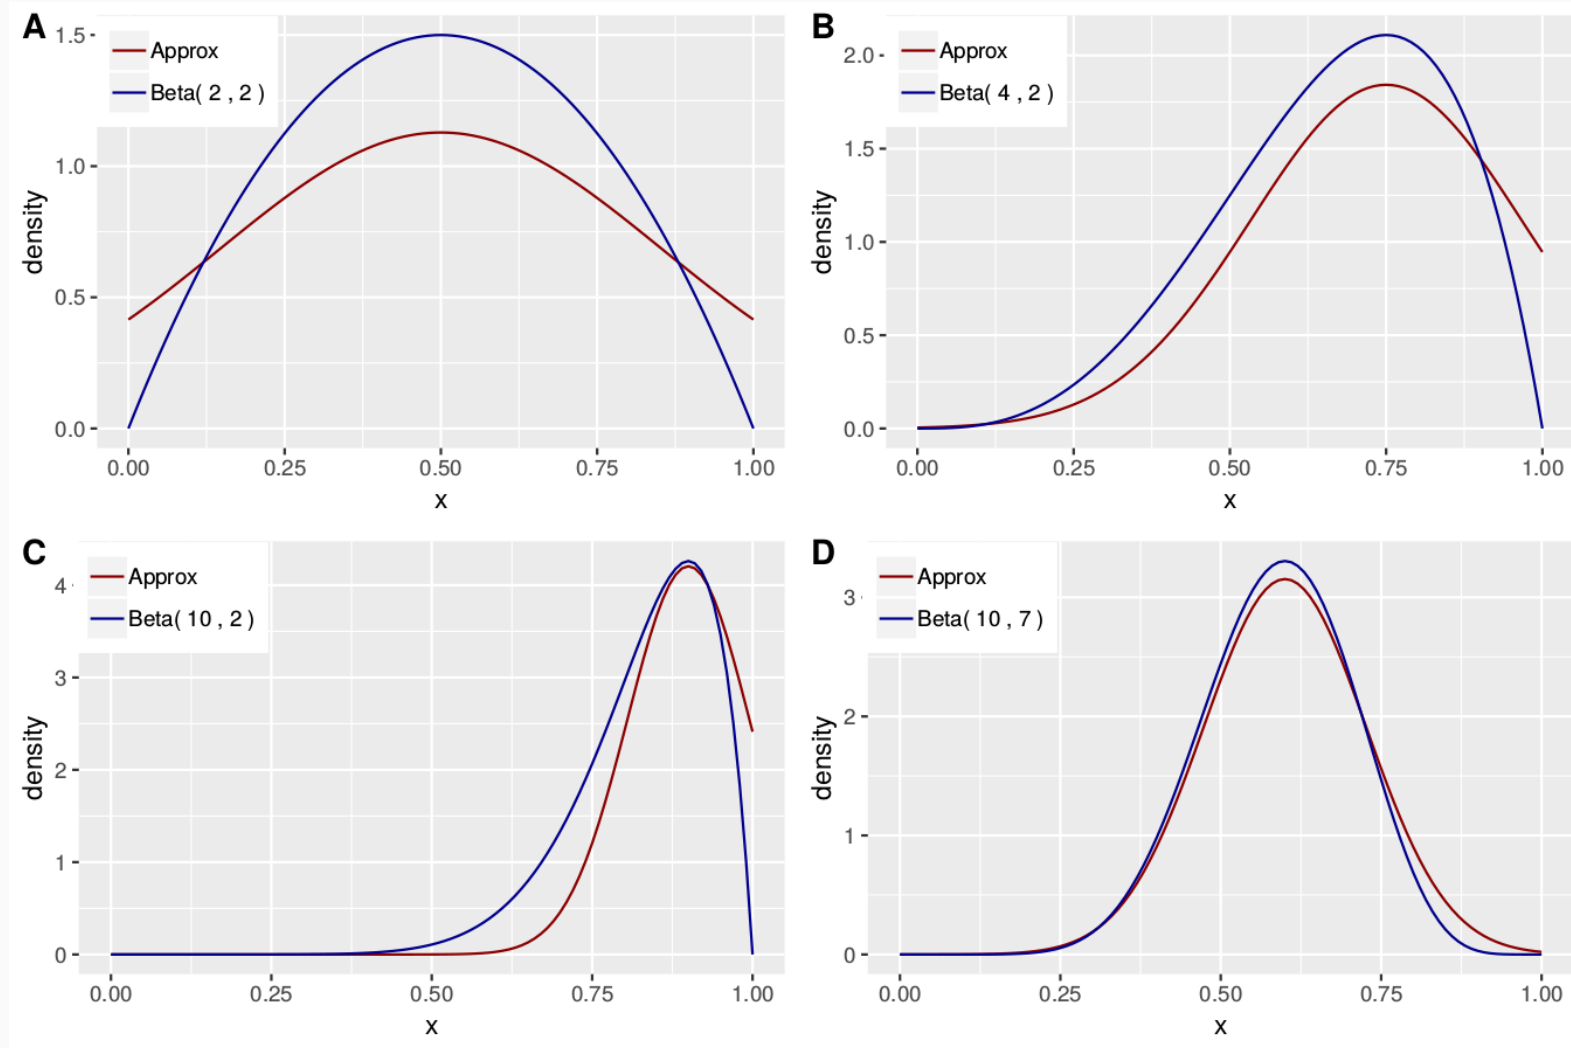 A
Approx
Beta( 2 , 2 )
1.5
1.0
0.5
0.0
density
0.00 0.25 0.50 0.75 1.00
x
B
Approx
Beta( 4 , 2 )
2.0
1.5
1.0
0.5
0.0
density
0.00 0.25 0.50 0.75 1.00
x
C
Approx
Beta( 10 , 2 )
4
3
2
1
0
density
0.00 0.25 0.50 0.75 1.00
x
D
Approx
Beta( 10 , 7 )
3
2
1
0
density
0.00 0.25 0.50 0.75 1.00
x